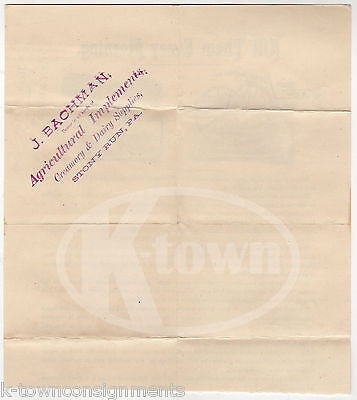 J. BACHMAN,
Agricultural Implements,
Creamery & Dairy Supplies,
STONY RUN, PA.
K-town
k-townconsignments